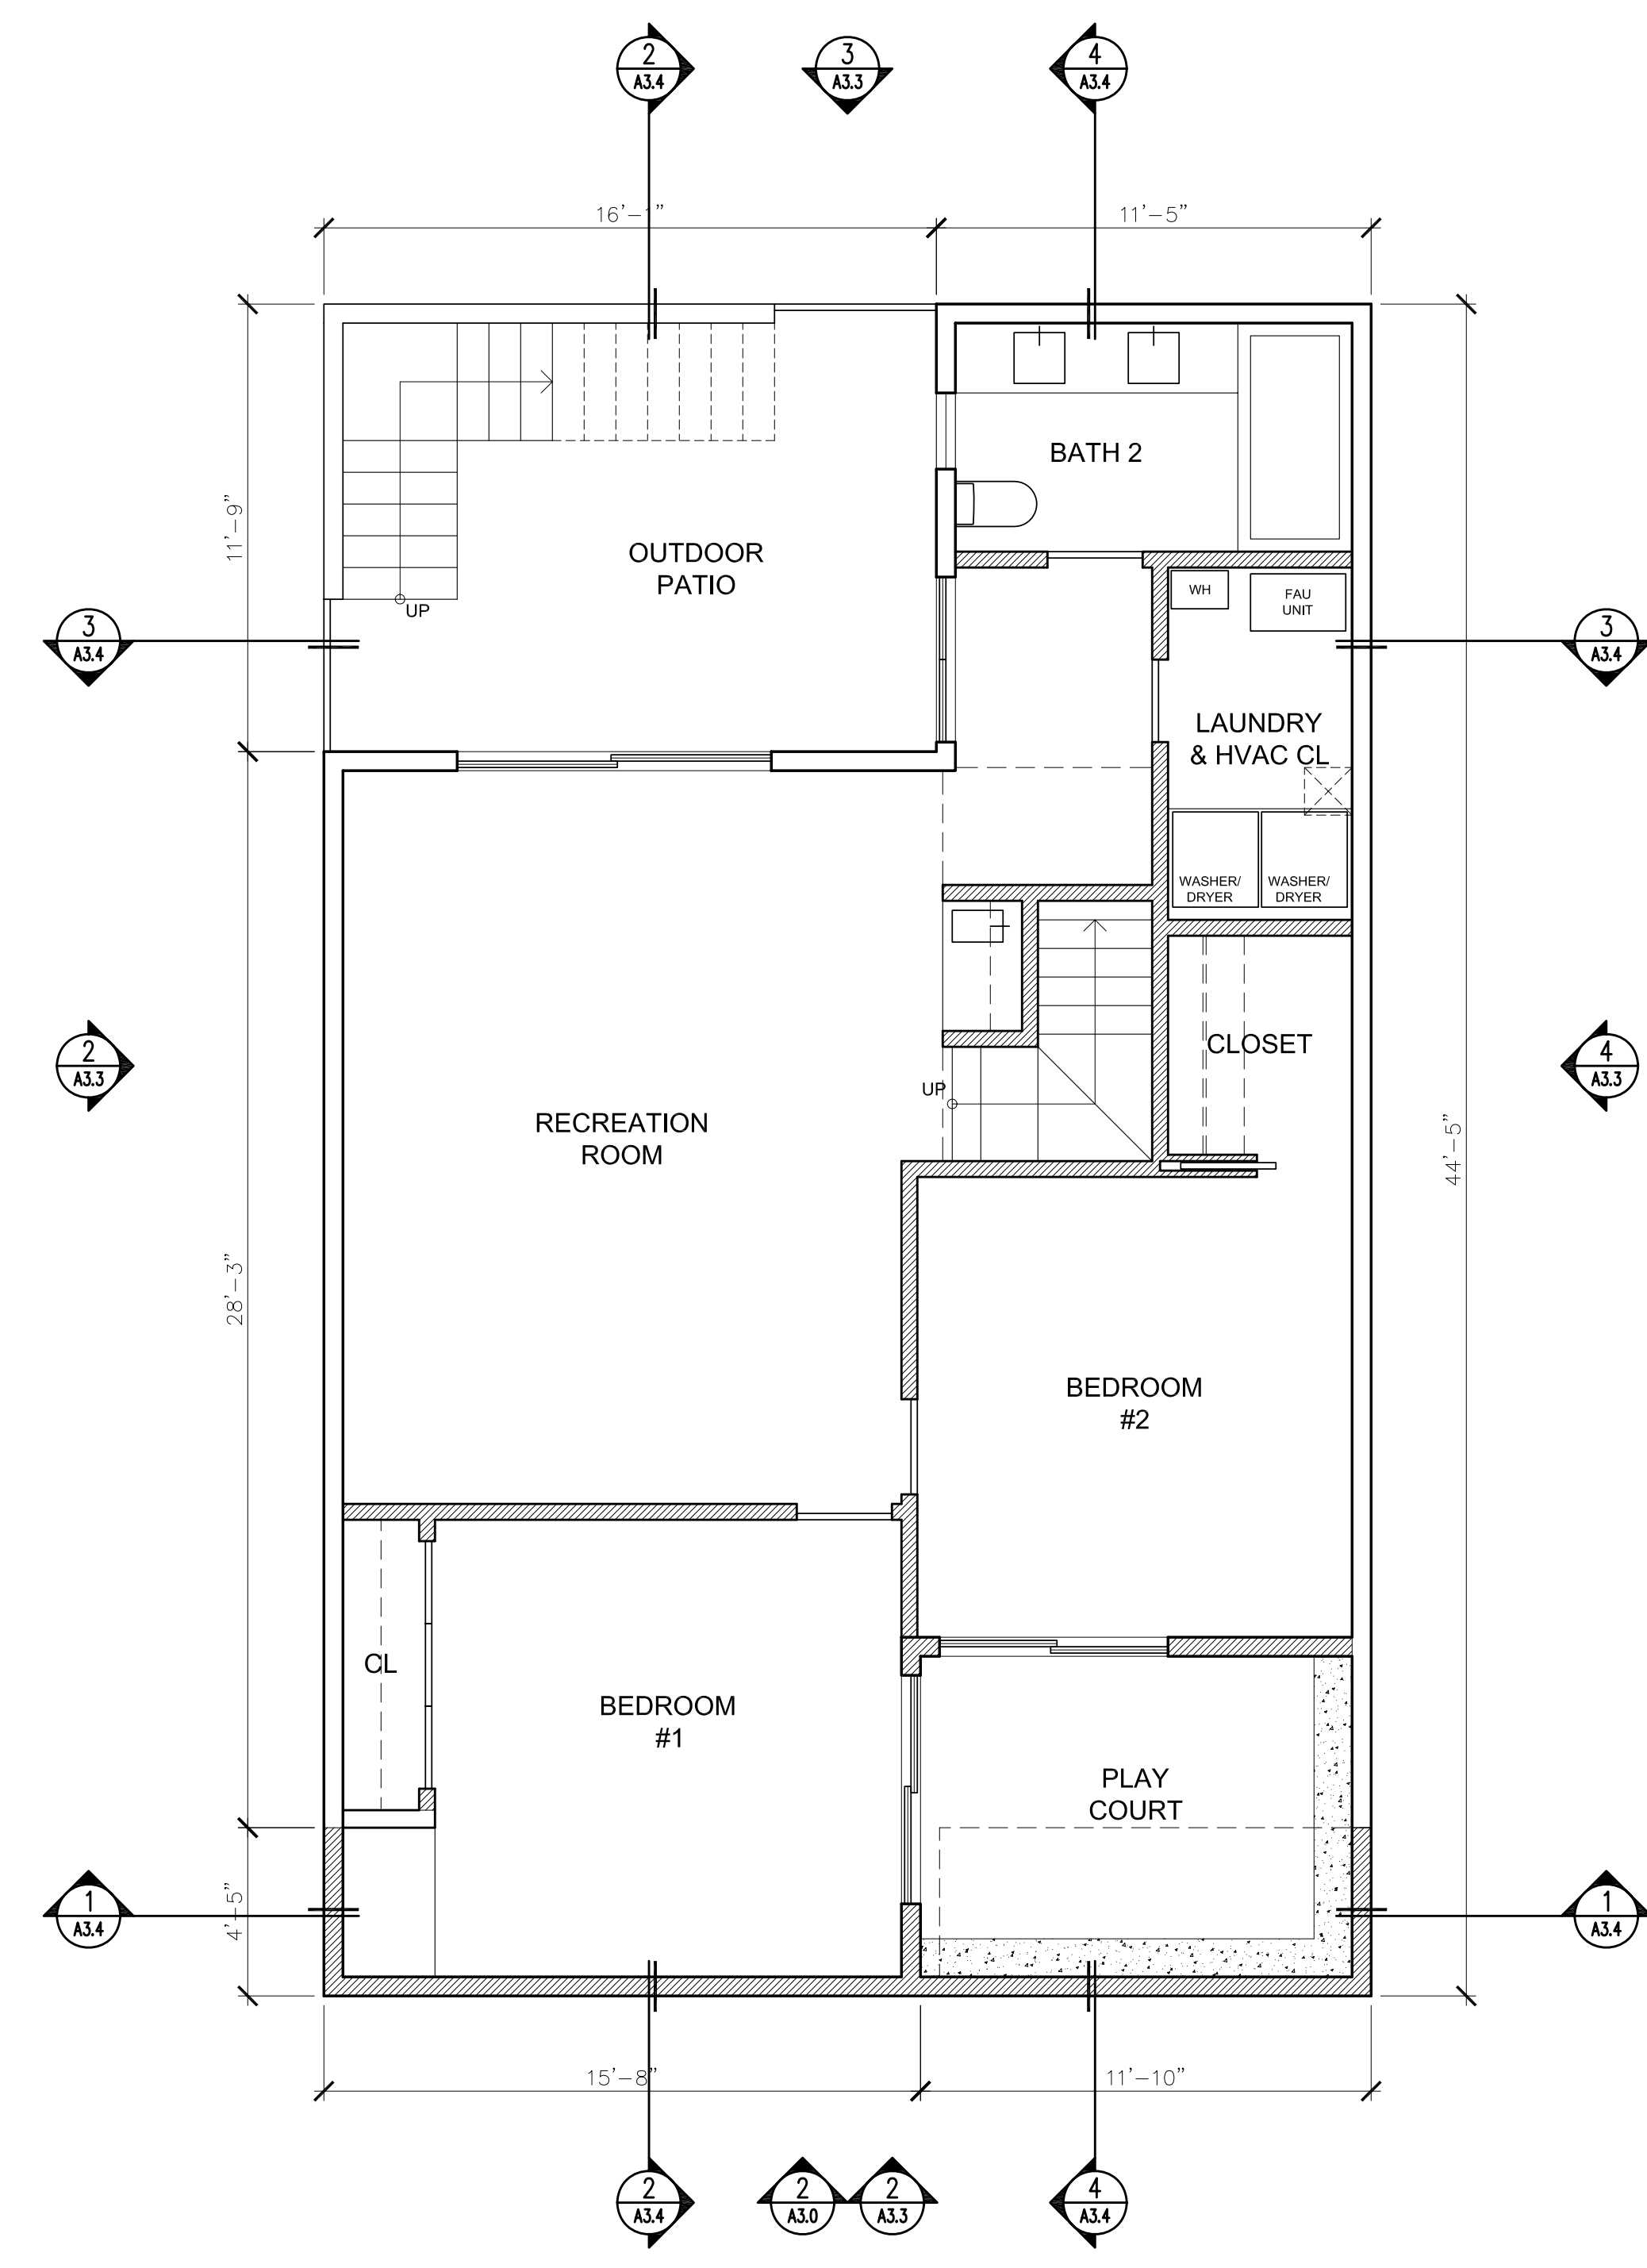 2
A3.4
3
A3.3
4
A3.4
16'-1"
11'-5"
BATH 2
11'-9"
OUTDOOR
PATIO
UP
WH
FAU
UNIT
3
A3.4
3
A3.4
LAUNDRY
& HVAC CL
WASHER/
DRYER
WASHER/
DRYER
2
A3.3
CLOSET
4
A3.3
UP
RECREATION
ROOM
44'-5"
28'-3"
BEDROOM
#2
CL
BEDROOM
#1
PLAY
COURT
4'-5"
1
A3.4
1
A3.4
15'-8"
11'-10"
2
A3.4
2
A3.0
2
A3.3
4
A3.4